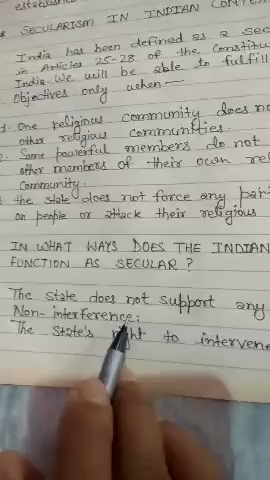 establishe
* SECULARISM IN INDIAN CONTEX
India has been defined as a sec
in Articles 25-28 of the Constitu
India. We will be able to fulfill
objectives only when—
1. One religious community does no
other religious communities.
2. Some powerful members do not
other members of their own rel
community.
the state does not force any par
on people or attack their religious
IN WHAT WAYS DOES THE INDIAN
FUNCTION AS SECULAR?
The state does not support any
Non-interference:
The State's right to intervene